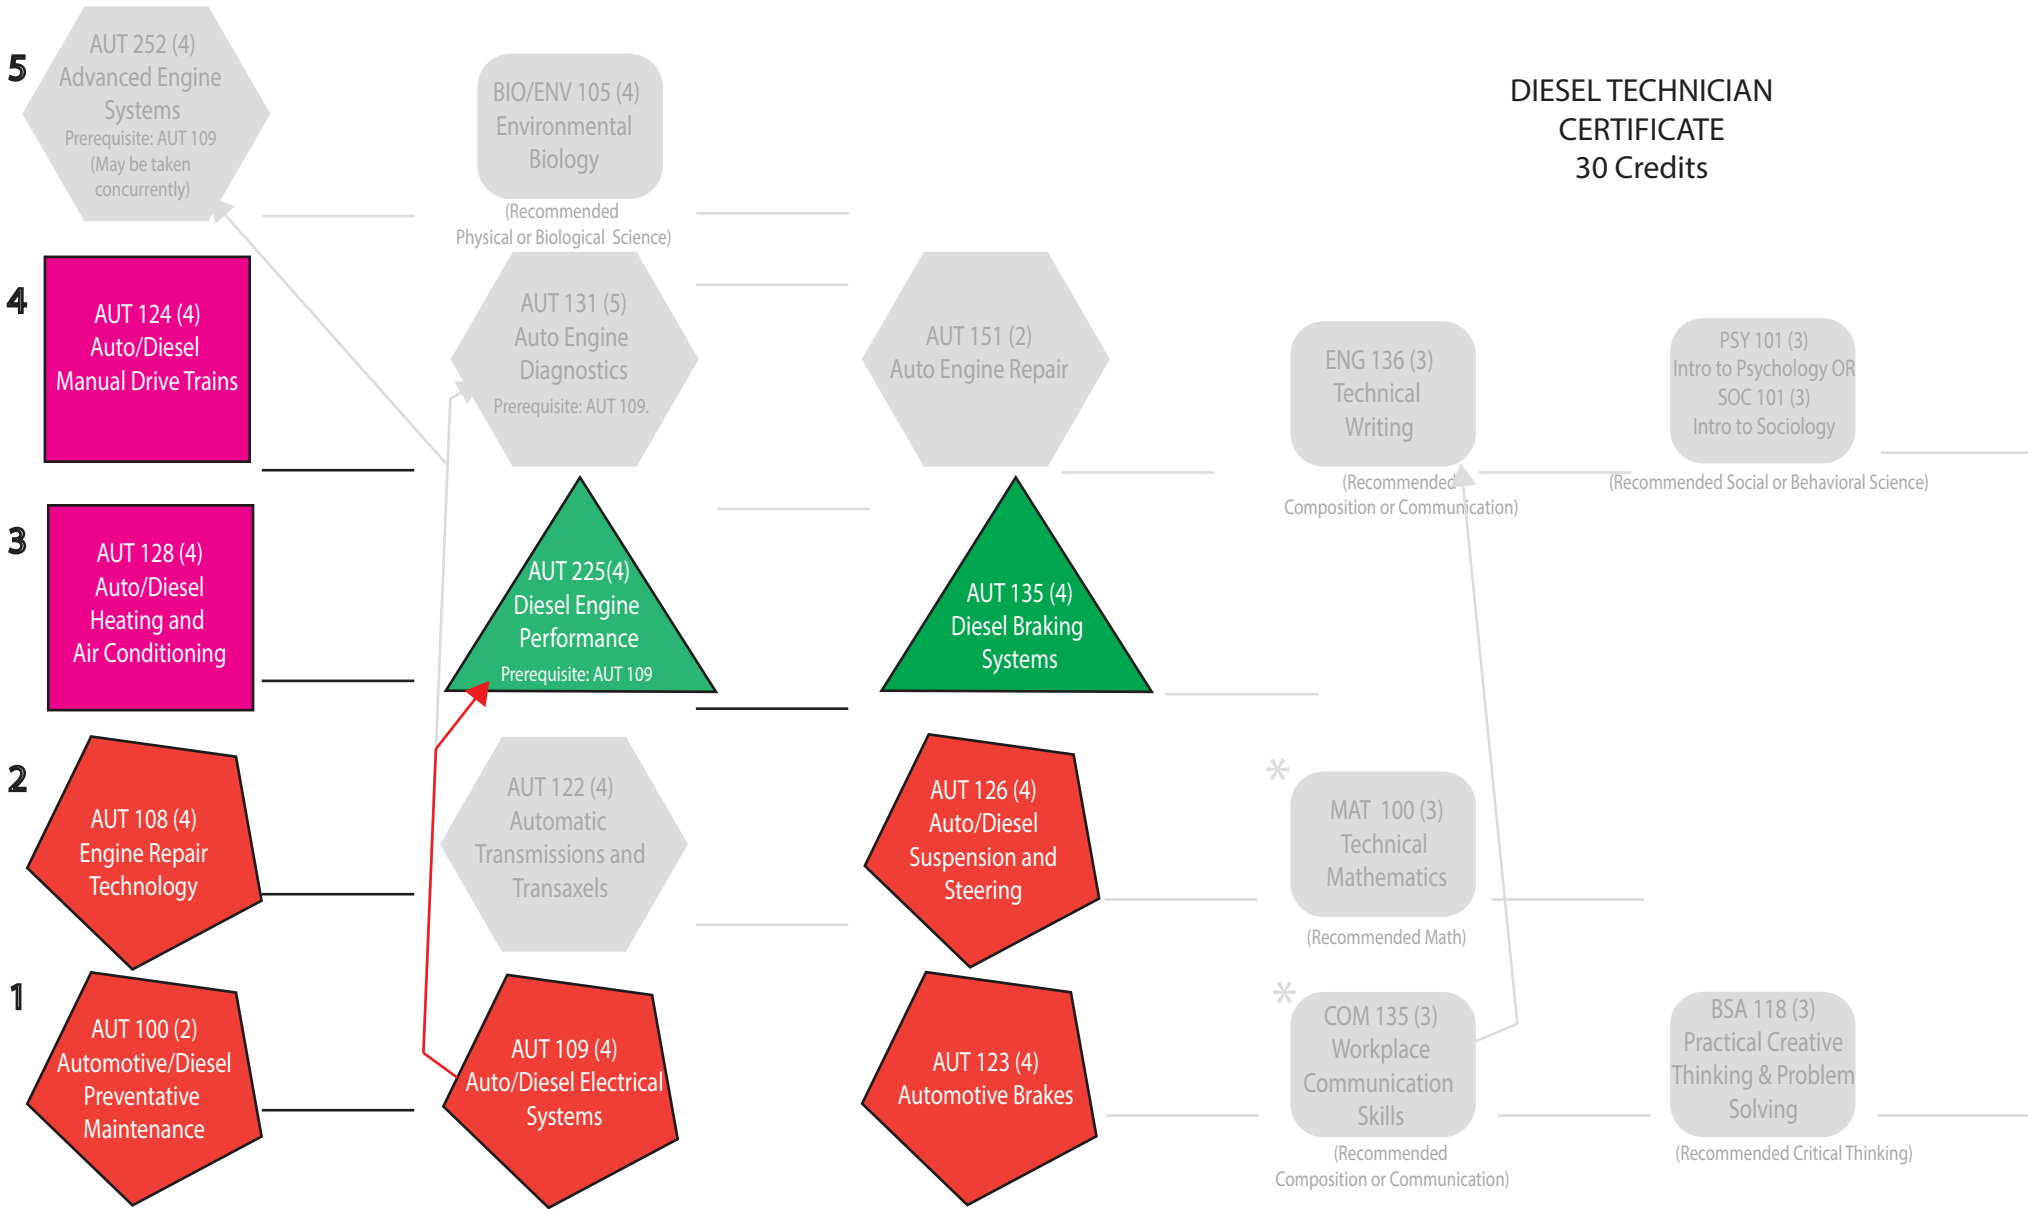 DIESEL TECHNICIAN
CERTIFICATE
30 Credits
5
AUT 252 (4)
Advanced Engine
Systems
Prerequisite: AUT 109
(May be taken
concurrently)
BIO/ENV 105 (4)
Environmental
Biology
(Recommended
Physical or Biological Science)
4
AUT 124 (4)
Auto/Diesel
Manual Drive Trains
AUT 131 (5)
Auto Engine
Diagnostics
Prerequisite: AUT 109.
AUT 151 (2)
Auto Engine Repair
ENG 136 (3)
Technical
Writing
(Recommended
Composition or Communication)
PSY 101 (3)
Intro to Psychology OR
SOC 101 (3)
Intro to Sociology
(Recommended Social or Behavioral Science)
3
AUT 128 (4)
Auto/Diesel
Heating and
Air Conditioning
AUT 225(4)
Diesel Engine
Performance
Prerequisite: AUT 109
AUT 135 (4)
Diesel Braking
Systems
2
AUT 108 (4)
Engine Repair
Technology
AUT 122 (4)
Automatic
Transmissions and
Transaxels
AUT 126 (4)
Auto/Diesel
Suspension and
Steering
*
MAT 100 (3)
Technical
Mathematics
(Recommended Math)
1
AUT 100 (2)
Automotive/Diesel
Preventative
Maintenance
AUT 109 (4)
Auto/Diesel Electrical
Systems
AUT 123 (4)
Automotive Brakes
*
COM 135 (3)
Workplace
Communication
Skills
(Recommended
Composition or Communication)
BSA 118 (3)
Practical Creative
Thinking & Problem
Solving
(Recommended Critical Thinking)